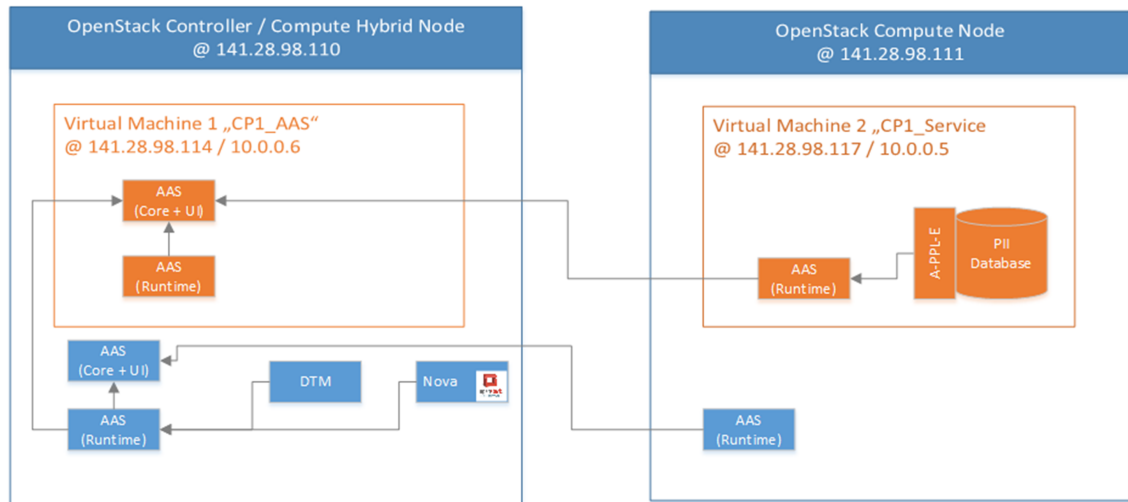 OpenStack Controller / Compute Hybrid Node
@ 141.28.98.110
Virtual Machine 1 „CP1_AAS“
@ 141.28.98.114 / 10.0.0.6
AAS
(Core + UI)
AAS
(Runtime)
AAS
(Core + UI)
DTM
Nova
AAS
(Runtime)
OpenStack Compute Node
@ 141.28.98.111
Virtual Machine 2 „CP1_Service
@ 141.28.98.117 / 10.0.0.5
AAS
(Runtime)
A-PPL-E
PII
Database
AAS
(Runtime)